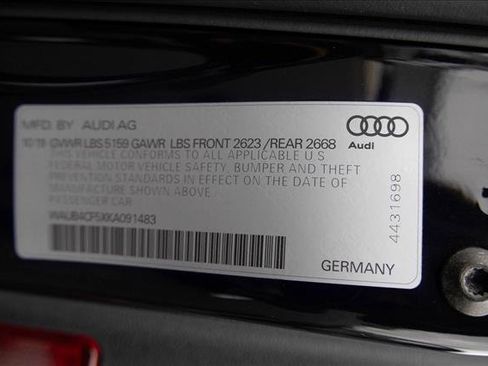 MFD. BY AUDI AG
10/18 GVWR LBS 5159 GAWR LBS FRONT 2623 /REAR 2668
THIS VEHICLE CONFORMS TO ALL APPLICABLE U S
FEDERAL MOTOR VEHICLE SAFETY, BUMPER AND THEFT
PREVENTION STANDARDS IN EFFECT ON THE DATE OF
MANUFACTURE SHOWN ABOVE.
PASSENGER CAR
WAUB4CF5XKA091483
Audi
4431698
GERMANY